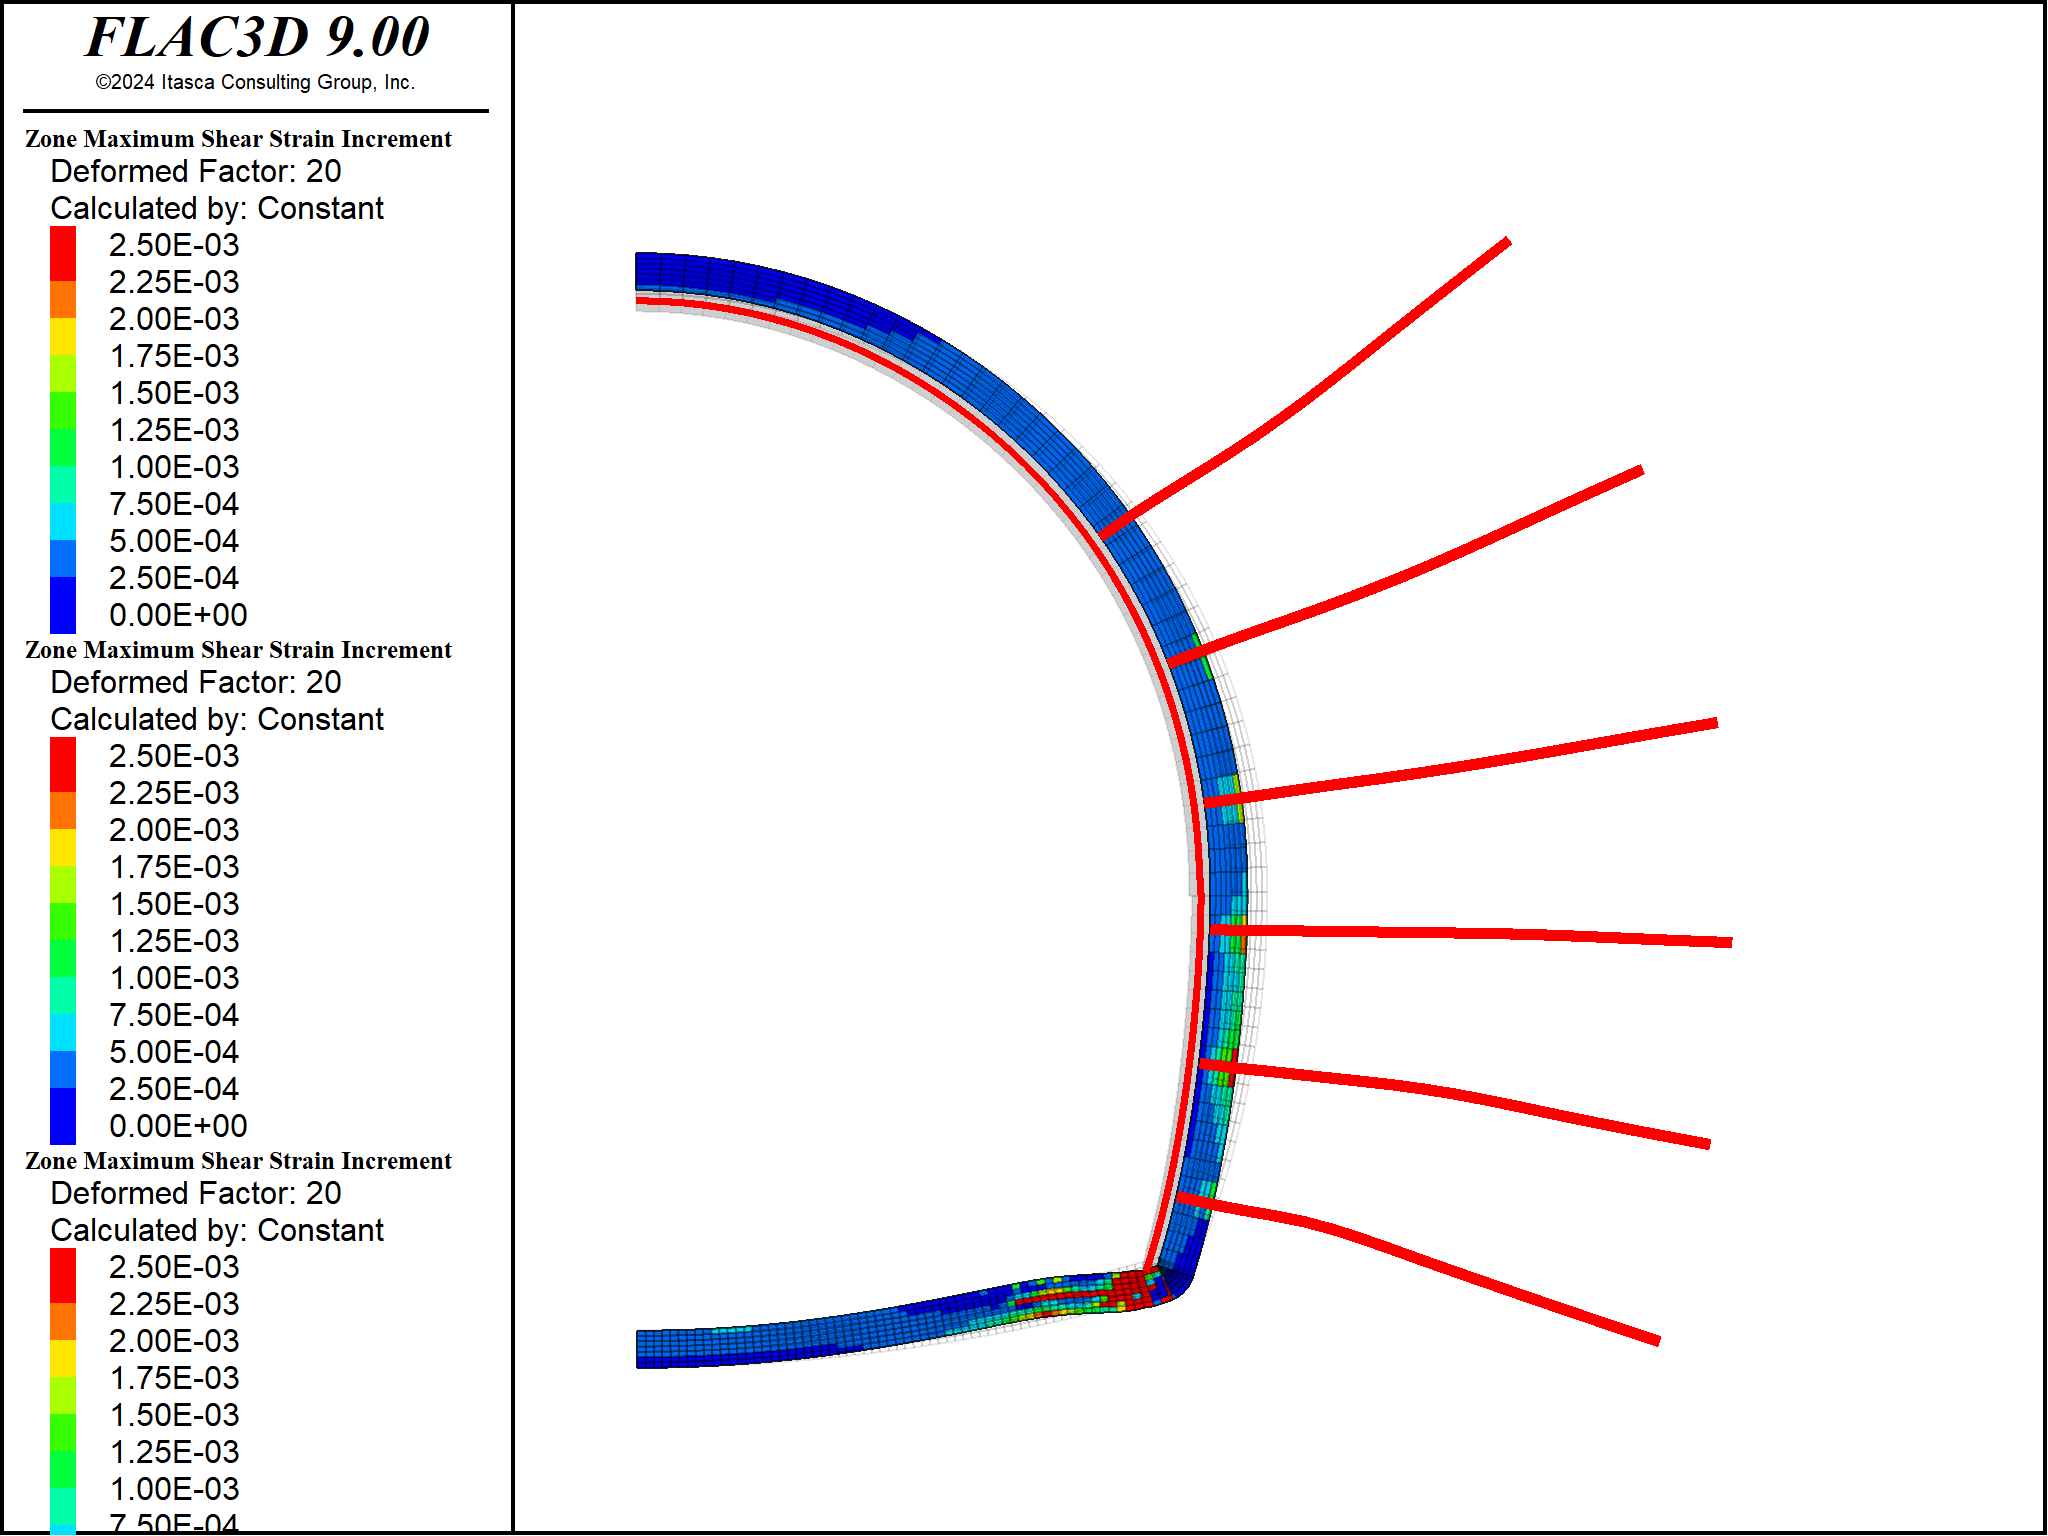 FLAC3D 9.00
©2024 Itasca Consulting Group, Inc.
Zone Maximum Shear Strain Increment
Deformed Factor: 20
Calculated by: Constant
2.50E-03
2.25E-03
2.00E-03
1.75E-03
1.50E-03
1.25E-03
1.00E-03
7.50E-04
5.00E-04
2.50E-04
0.00E+00
Zone Maximum Shear Strain Increment
Deformed Factor: 20
Calculated by: Constant
2.50E-03
2.25E-03
2.00E-03
1.75E-03
1.50E-03
1.25E-03
1.00E-03
7.50E-04
5.00E-04
2.50E-04
0.00E+00
Zone Maximum Shear Strain Increment
Deformed Factor: 20
Calculated by: Constant
2.50E-03
2.25E-03
2.00E-03
1.75E-03
1.50E-03
1.25E-03
1.00E-03
7.50E-04